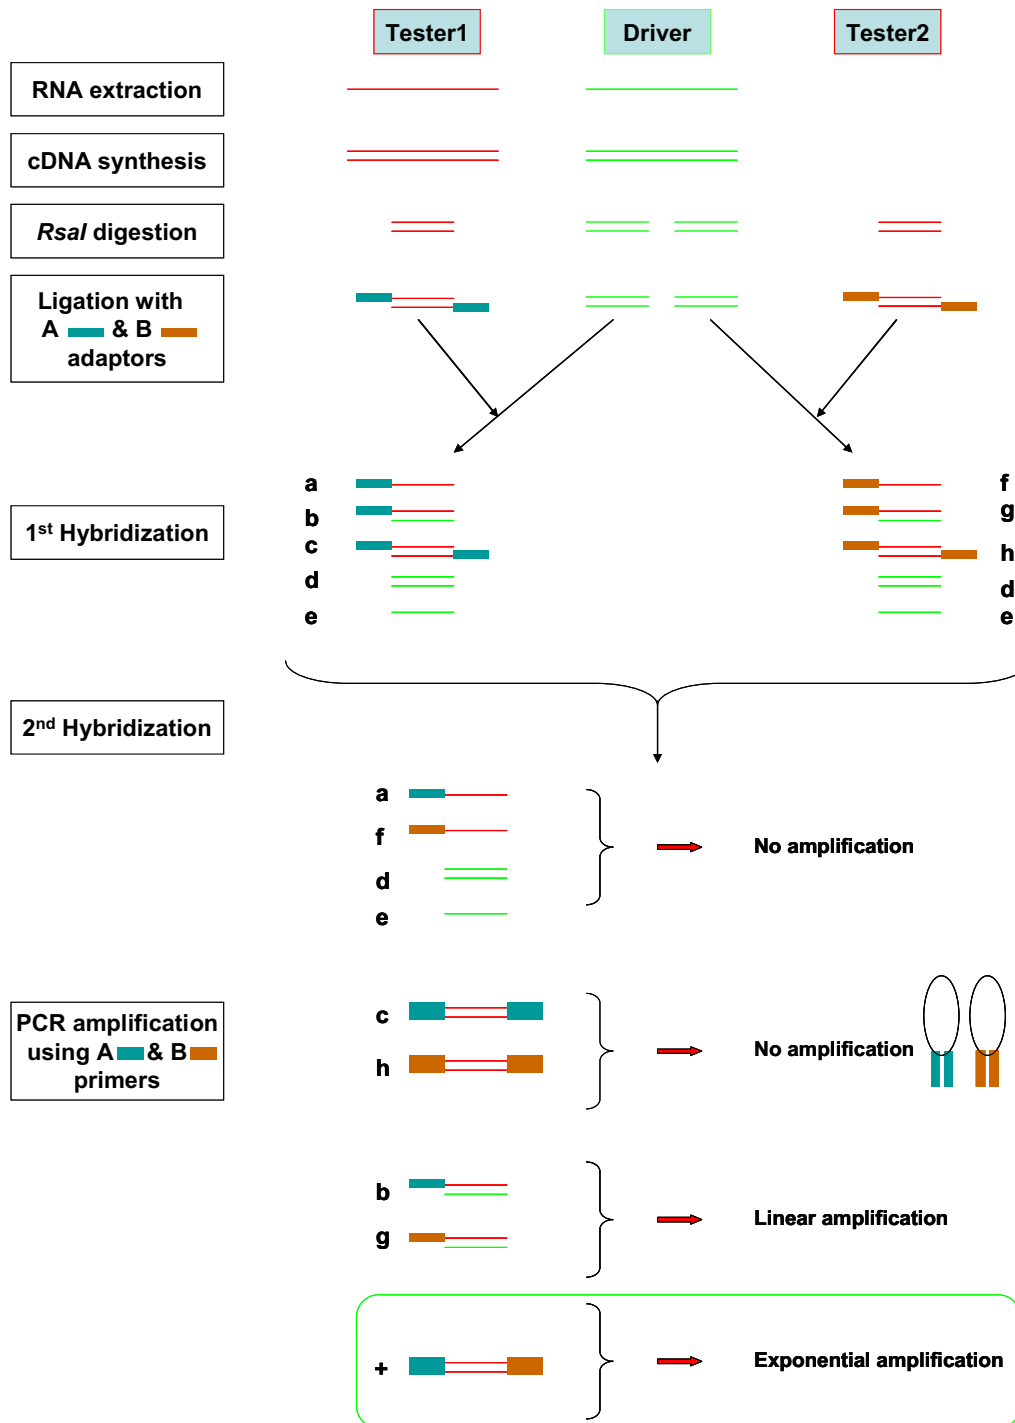 Tester1 Driver Tester2
RNA extraction
cDNA synthesis
RsaI digestion
Ligation with
A & B
adaptors
a f
b g
1st Hybridization
c h
d d
e e
2nd Hybridization
a
f
No amplification
d
e
PCR amplification
using A & B
primers
c
No amplification
h
b
Linear amplification
g
+ Exponential amplification